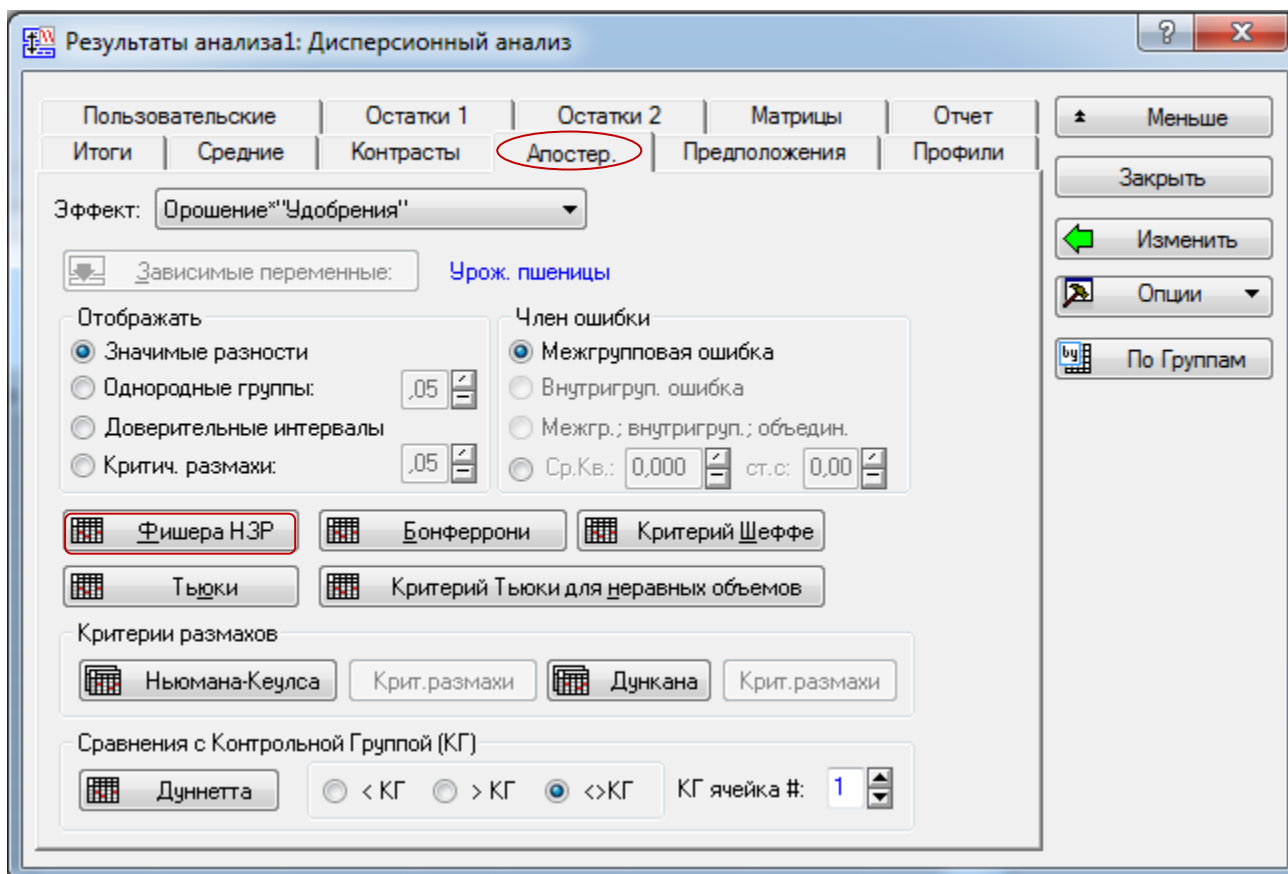 Результаты анализа1: Дисперсионный анализ
?
Пользовательские Остатки 1 Остатки 2 Матрицы Отчет
Итоги Средние Контрасты Апостер. Предположения Профили
Меньше
Закрыть
Изменить
Опции
by По Группам
Эффект: Орошение*"Удобрения"
Зависимые переменные: Урож. пшеницы
Отображать
Значимые разности
Однородные группы: ,05
Доверительные интервалы
Критич. размахи: ,05
Член ошибки
Межгрупповая ошибка
Внутригруп. ошибка
Межгр.; внутригруп.; объедин.
Ср.Кв.: 0,000 ст.с: 0,00
Фишера НЗР Бонферрони Критерий Шеффе
Тьюки Критерий Тьюки для неравных объемов
Критерии размахов
Ньюмана-Кеулса Крит.размахи Дункана Крит.размахи
Сравнения с Контрольной Группой (КГ)
Дуннетта < КГ > КГ <>КГ КГ ячейка #: 1